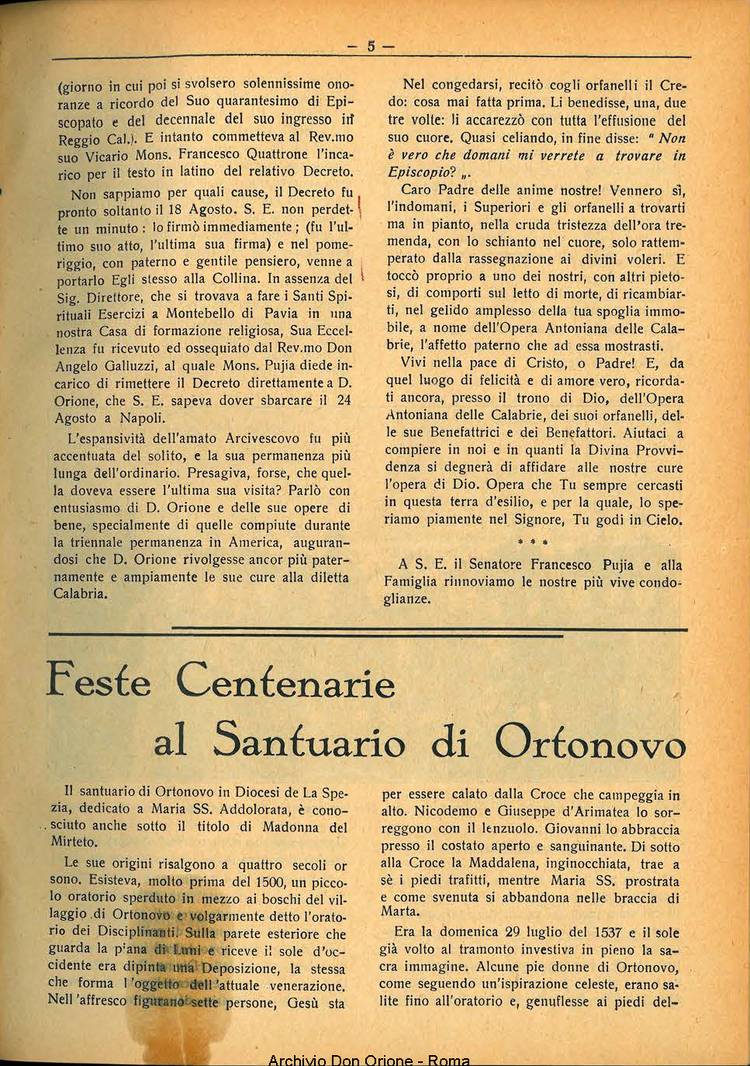 — 5 —
(giorno in cui poi si svolsero solennissime ono-
ranze a ricordo del Suo quarantesimo di Epi-
scopato e del decennale del suo ingresso in
Reggio Cal.). E intanto commetteva al Rev.mo
suo Vicario Mons. Francesco Quattrone l'inca-
rico per il testo in latino del relativo Decreto.
Non sappiamo per quali cause, il Decreto fu
pronto soltanto il 18 Agosto. S. E. non perdet-
te un minuto : lo firmò immediamente ; (fu l'ul-
timo suo atto, l'ultima sua firma) e nel pome-
riggio, con paterno e gentile pensiero, venne a
portarlo Egli stesso alla Collina. In assenza del
Sig. Direttore, che si trovava a fare i Santi Spi-
rituali Esercizi a Montebello di Pavia in una
nostra Casa di formazione religiosa, Sua Eccel-
lenza fu ricevuto ed ossequiato dal Rev.mo Don
Angelo Galluzzi, al quale Mons. Pujia diede in-
carico di rimettere il Decreto direttamente a D.
Orione, che S. E. sapeva dover sbarcare il 24
Agosto a Napoli.
L'espansività dell'amato Arcivescovo fu più
accentuata del solito, e la sua permanenza più
lunga dell'ordinario. Presagiva, forse, che quel-
la doveva essere l'ultima sua visita? Parlò con
entusiasmo di D. Orione e delle sue opere di
bene, specialmente di quelle compiute durante
la triennale permanenza in America, auguran-
dosi che D. Orione rivolgesse ancor più pater-
namente e ampiamente le sue cure alla diletta
Calabria.
Nel congedarsi, recitò cogli orfanelli il Cre-
do: cosa mai fatta prima. Li benedisse, una, due
tre volte: li accarezzò con tutta l'effusione del
suo cuore. Quasi celiando, in fine disse: " Non
è vero che domani mi verrete a trovare in
Episcopio? „.
Caro Padre delle anime nostre! Vennero sì,
l'indomani, i Superiori e gli orfanelli a trovarti
ma in pianto, nella cruda tristezza dell'ora tre-
menda, con lo schianto nel cuore, solo rattem-
perato dalla rassegnazione ai divini voleri. E
toccò proprio a uno dei nostri, con altri pieto-
si, di comporti sul letto di morte, di ricambiar-
ti, nel gelido amplesso della tua spoglia immo-
bile, a nome dell'Opera Antoniana delle Cala-
brie, l'affetto paterno che ad essa mostrasti.
Vivi nella pace di Cristo, o Padre! E, da
quel luogo di felicità e di amore vero, ricorda-
ti ancora, presso il trono di Dio, dell'Opera
Antoniana delle Calabrie, dei suoi orfanelli, del-
le sue Benefattrici e dei Benefattori. Aiutaci a
compiere in noi e in quanti la Divina Provvi-
denza si degnerà di affidare alle nostre cure
l'opera di Dio. Opera che Tu sempre cercasti
in questa terra d'esilio, e per la quale, lo spe-
riamo piamente nel Signore, Tu godi in Cielo.
* * *
A S. E. il Senatore Francesco Pujia e alla
Famiglia rinnoviamo le nostre più vive condo-
glianze.
Feste Centenarie
al Santuario di Ortonovo
Il santuario di Ortonovo in Diocesi de La Spe-
zia, dedicato a Maria SS. Addolorata, è cono-
sciuto anche sotto il titolo di Madonna del
Mirteto.
Le sue origini risalgono a quattro secoli or
sono. Esisteva, molto prima del 1500, un picco-
lo oratorio sperduto in mezzo ai boschi del vil-
laggio di Ortonovo e volgarmente detto l'orato-
rio dei Disciplinanti. Sulla parete esteriore che
guarda la piana di Luni e riceve il sole d'oc-
cidente era dipinta una Deposizione, la stessa
che forma l'oggetto dell'attuale venerazione.
Nell'affresco figurano sette persone, Gesù sta
per essere calato dalla Croce che campeggia in
alto. Nicodemo e Giuseppe d'Arimatea lo sor-
reggono con il lenzuolo. Giovanni lo abbraccia
presso il costato aperto e sanguinante. Di sotto
alla Croce la Maddalena, inginocchiata, trae a
sè i piedi trafitti, mentre Maria SS. prostrata
e come svenuta si abbandona nelle braccia di
Marta.
Era la domenica 29 luglio del 1537 e il sole
già volto al tramonto investiva in pieno la sa-
cra immagine. Alcune pie donne di Ortonovo,
come seguendo un'ispirazione celeste, erano sa-
lite fino all'oratorio e, genuflesse ai piedi del-
Archivio Don Orione - Roma